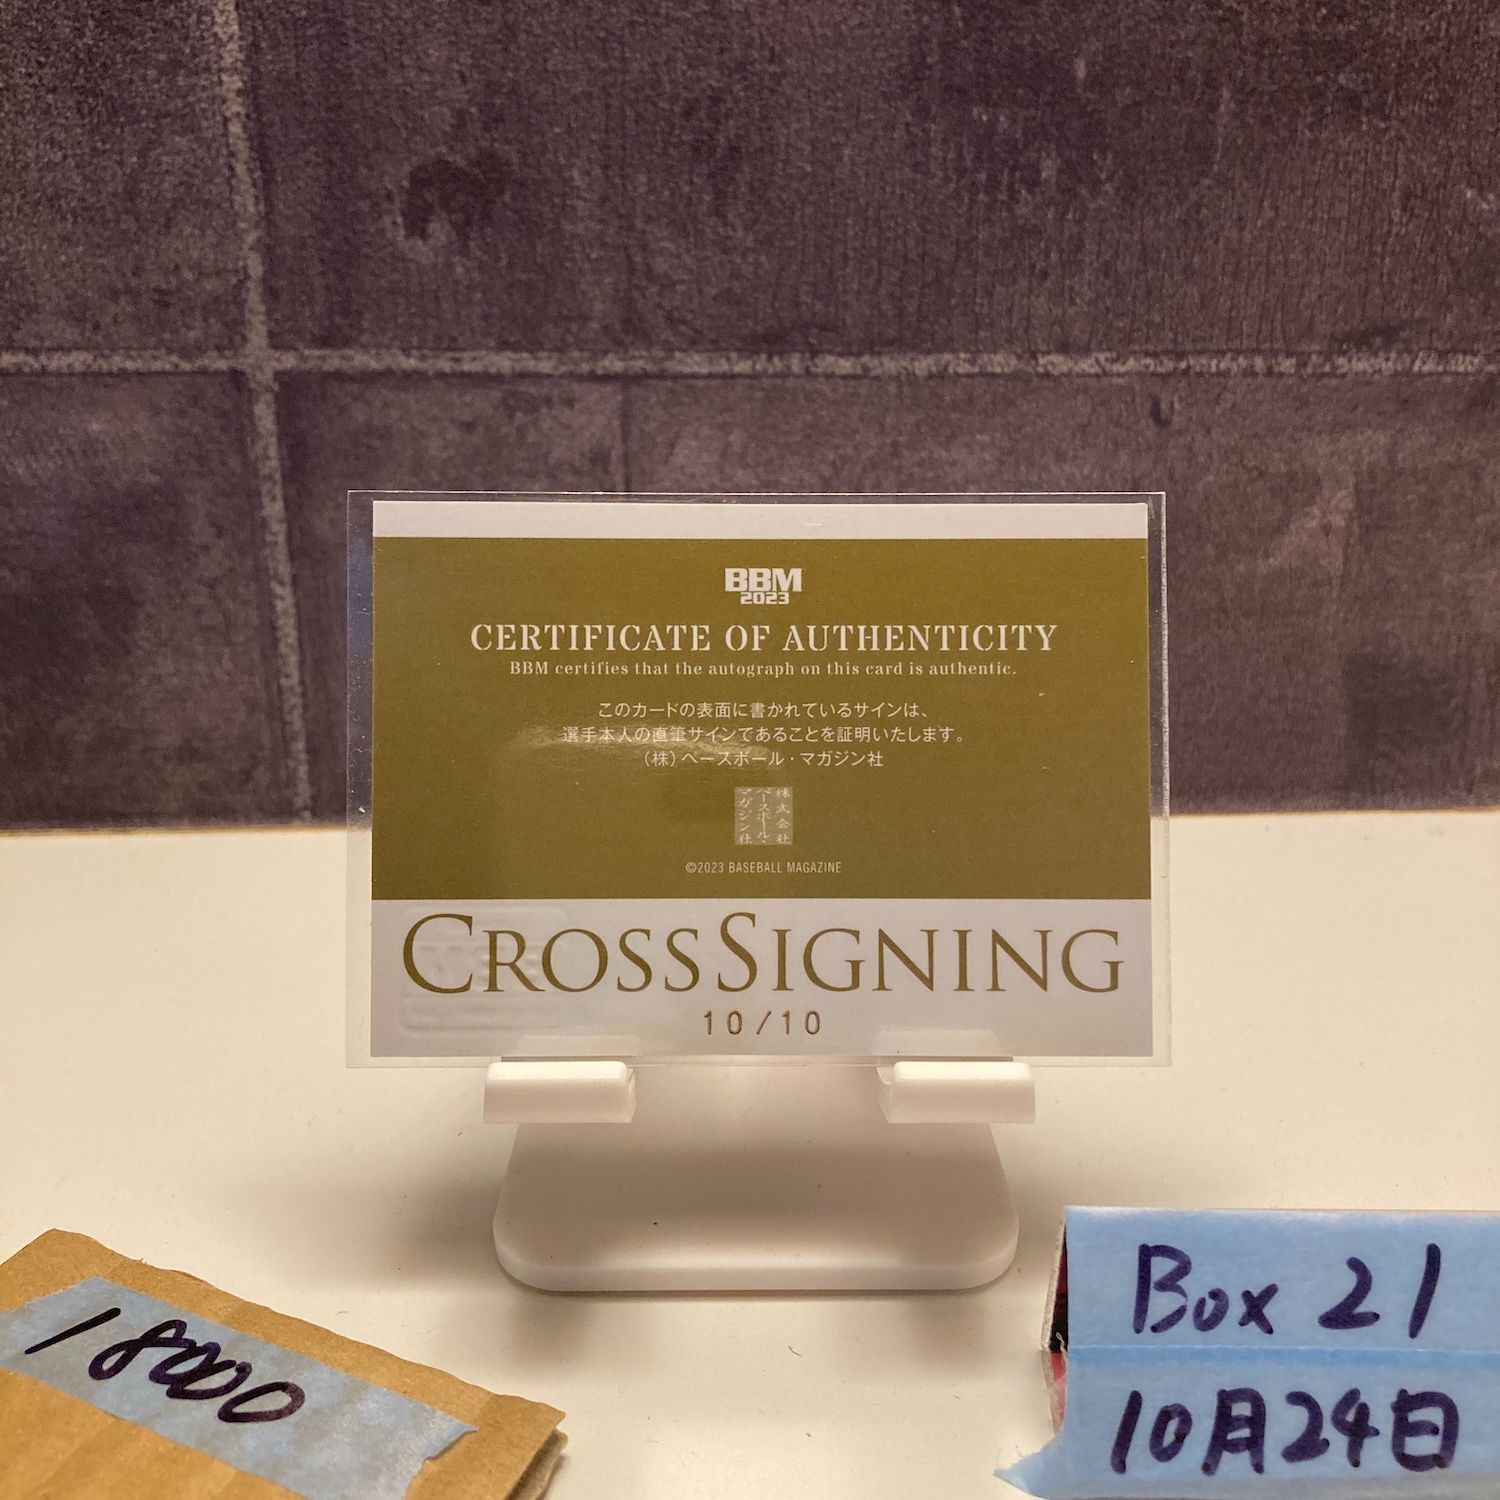 BBM
2023
CERTIFICATE OF AUTHENTICITY
BBM certifies that the autograph on this card is authentic.
このカードの表面に書かれているサインは、
選手本人の直筆サインであることを証明いたします。
（株）ベースボール・マガジン社
株式会社
ベースボール・
マガジン社
©2023 BASEBALL MAGAZINE
CROSSSIGNING
10/10
18000
Box 21
10月24日